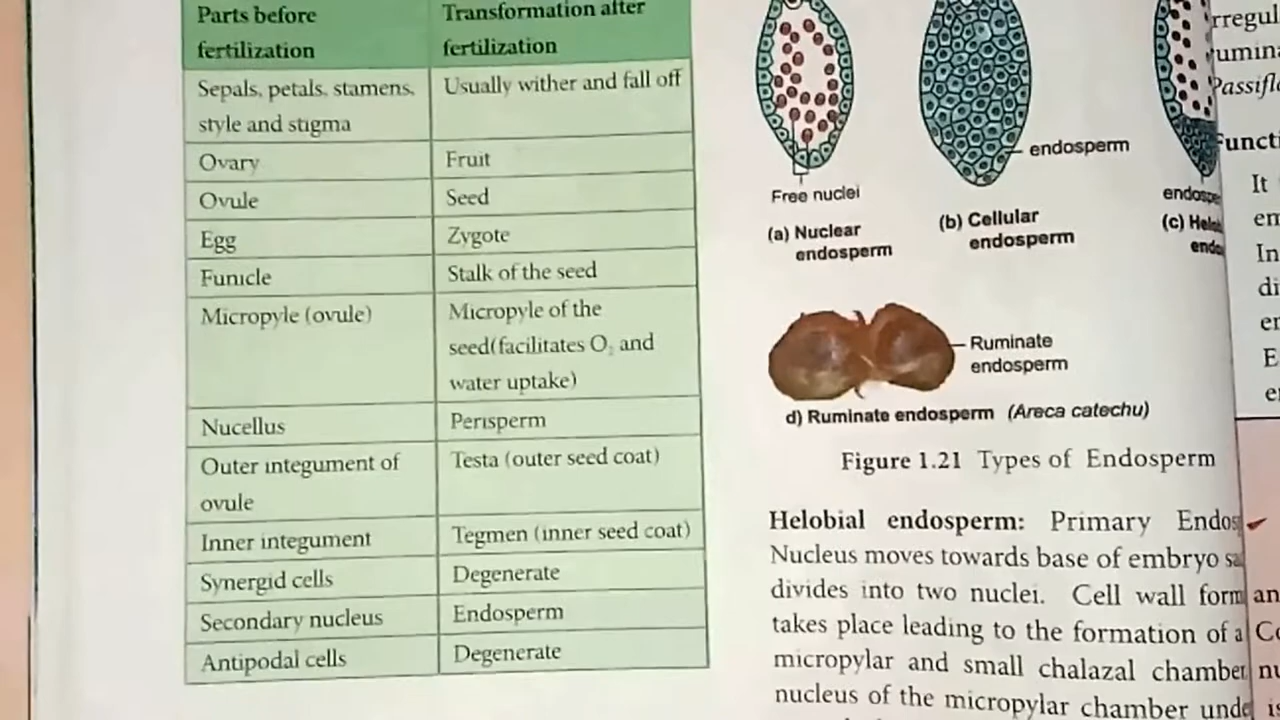 Parts before
fertilization
Transformation after
fertilization
Sepals, petals, stamens,
style and stigma
Usually wither and fall off
Ovary
Fruit
Ovule
Seed
Egg
Zygote
Funicle
Stalk of the seed
Micropyle (ovule)
Micropyle of the
seed(facilitates O₂ and
water uptake)
Nucellus
Perisperm
Outer integument of
ovule
Testa (outer seed coat)
Inner integument
Tegmen (inner seed coat)
Synergid cells
Degenerate
Secondary nucleus
Endosperm
Antipodal cells
Degenerate
Free nuclei
(a) Nuclear
endosperm
endosperm
(b) Cellular
endosperm
(c)
Ruminate
endosperm
d) Ruminate endosperm (Areca catechu)
Figure 1.21 Types of Endosperm
Helobial endosperm: Primary
Nucleus moves towards base of embryo
divides into two nuclei. Cell wall
takes place leading to the formation of a
micropylar and small chalazal chamber
nucleus of the micropylar chamber
It
In